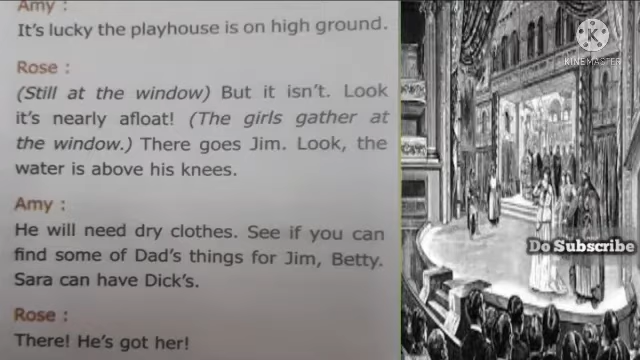 Amy :
It's lucky the playhouse is on high ground.
Rose :
(Still at the window) But it isn't. Look
it's nearly afloat! (The girls gather at
the window.) There goes Jim. Look, the
water is above his knees.
Amy :
He will need dry clothes. See if you can
find some of Dad's things for Jim, Betty.
Sara can have Dick's.
Rose :
There! He's got her!
KINEMASTER
Do Subscribe